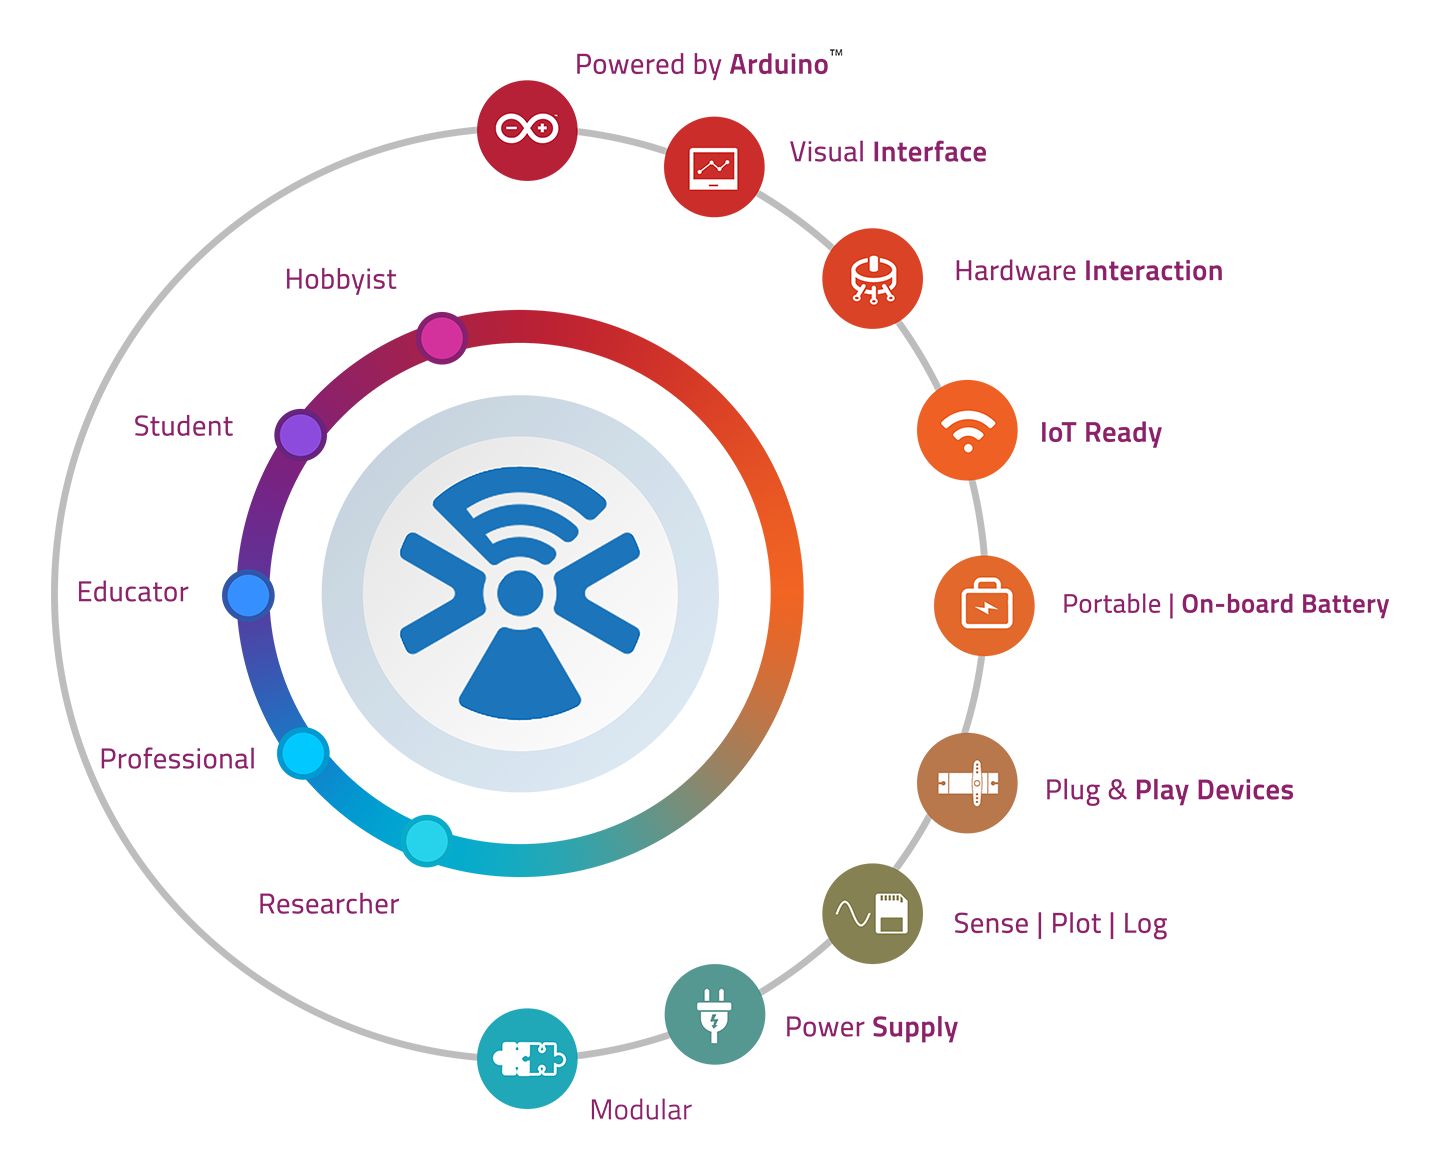 Powered by Arduino™
Visual Interface
Hardware Interaction
Hobbyist
Student
IoT Ready
Educator
Portable | On-board Battery
Professional
Plug & Play Devices
Researcher
Sense | Plot | Log
Power Supply
Modular